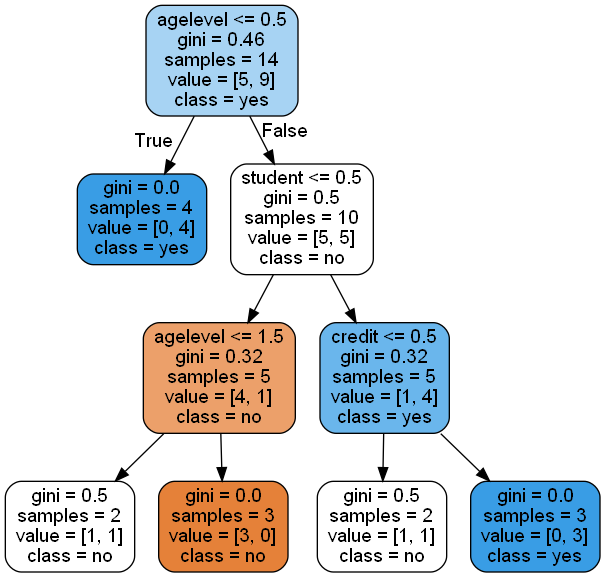 agelevel <= 0.5
gini = 0.46
samples = 14
value = [5, 9]
class = yes
True
False
gini = 0.0
samples = 4
value = [0, 4]
class = yes
student <= 0.5
gini = 0.5
samples = 10
value = [5, 5]
class = no
agelevel <= 1.5
gini = 0.32
samples = 5
value = [4, 1]
class = no
credit <= 0.5
gini = 0.32
samples = 5
value = [1, 4]
class = yes
gini = 0.5
samples = 2
value = [1, 1]
class = no
gini = 0.0
samples = 3
value = [3, 0]
class = no
gini = 0.5
samples = 2
value = [1, 1]
class = no
gini = 0.0
samples = 3
value = [0, 3]
class = yes